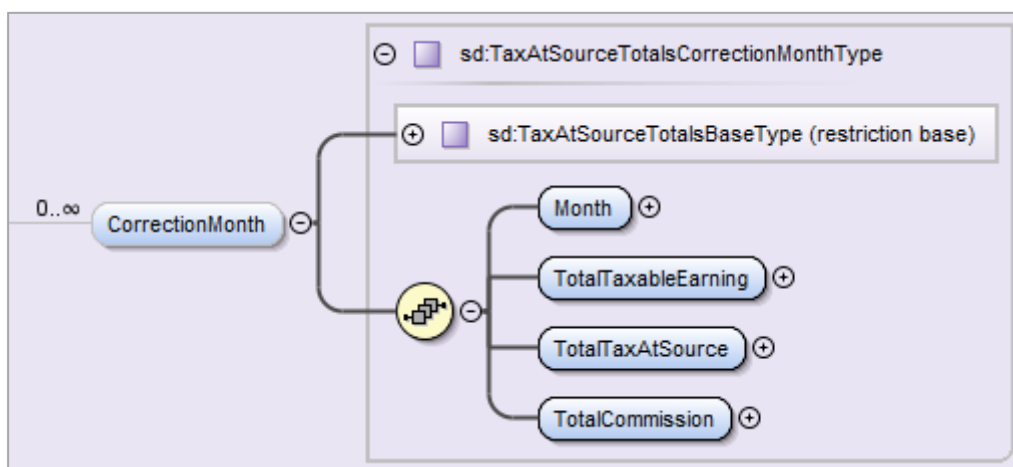 sd:TaxAtSourceTotalsCorrectionMonthType
sd:TaxAtSourceTotalsBaseType (restriction base)
0..∞
CorrectionMonth
Month
TotalTaxableEarning
TotalTaxAtSource
TotalCommission